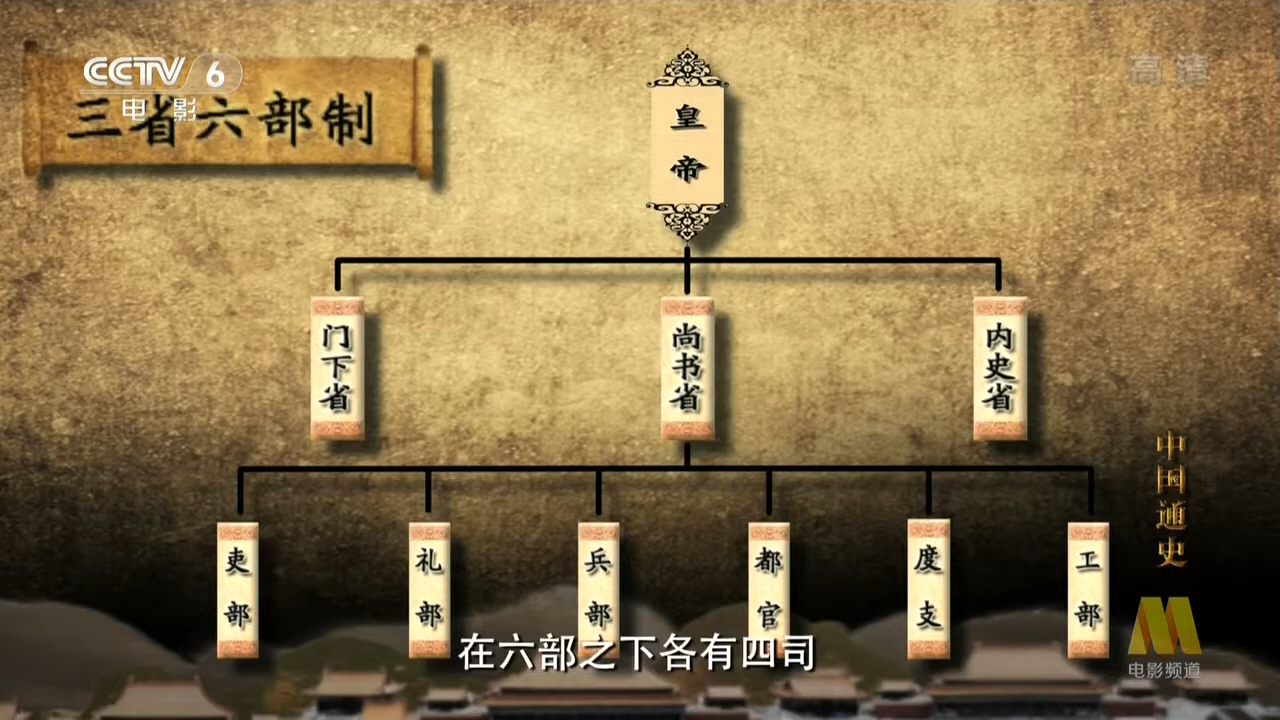 CCTV 6
电影
高清
三省六部制
皇帝
门下省
尚书省
内史省
吏部
礼部
兵部
都官
度支
工部
在六部之下各有四司
中国通史
电影频道